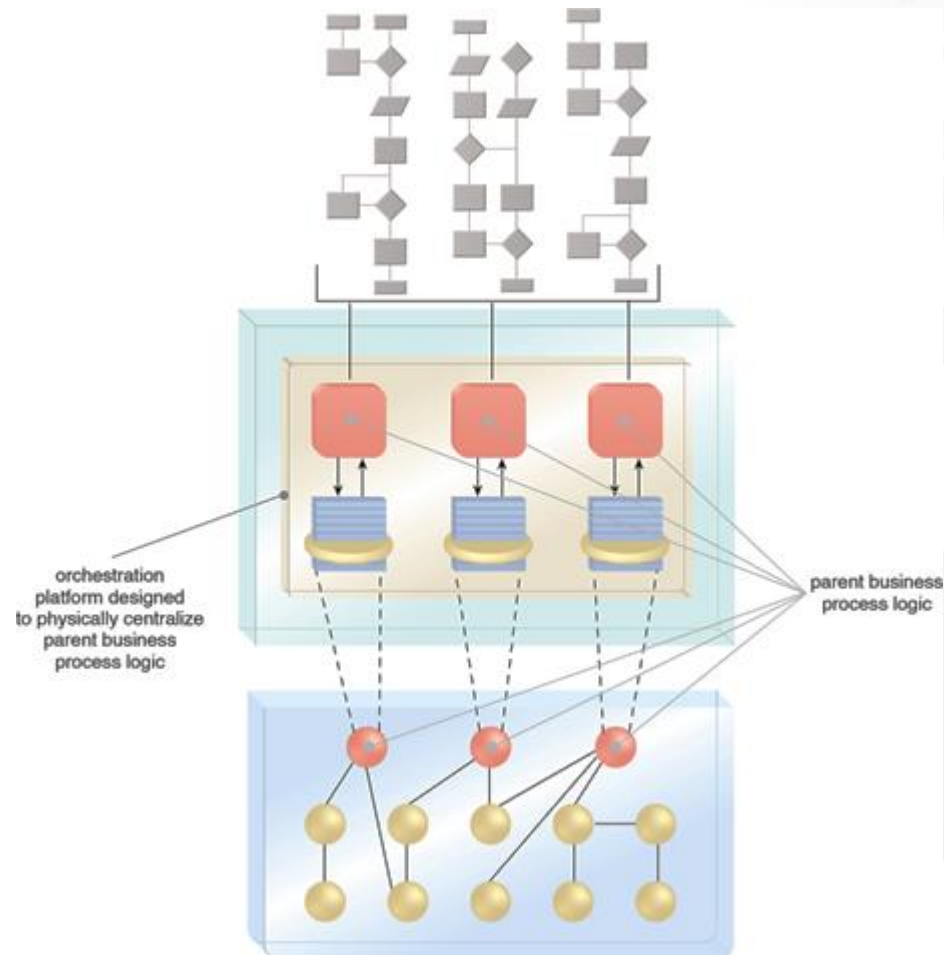 orchestration
platform designed
to physically centralize
parent business
process logic
parent business
process logic